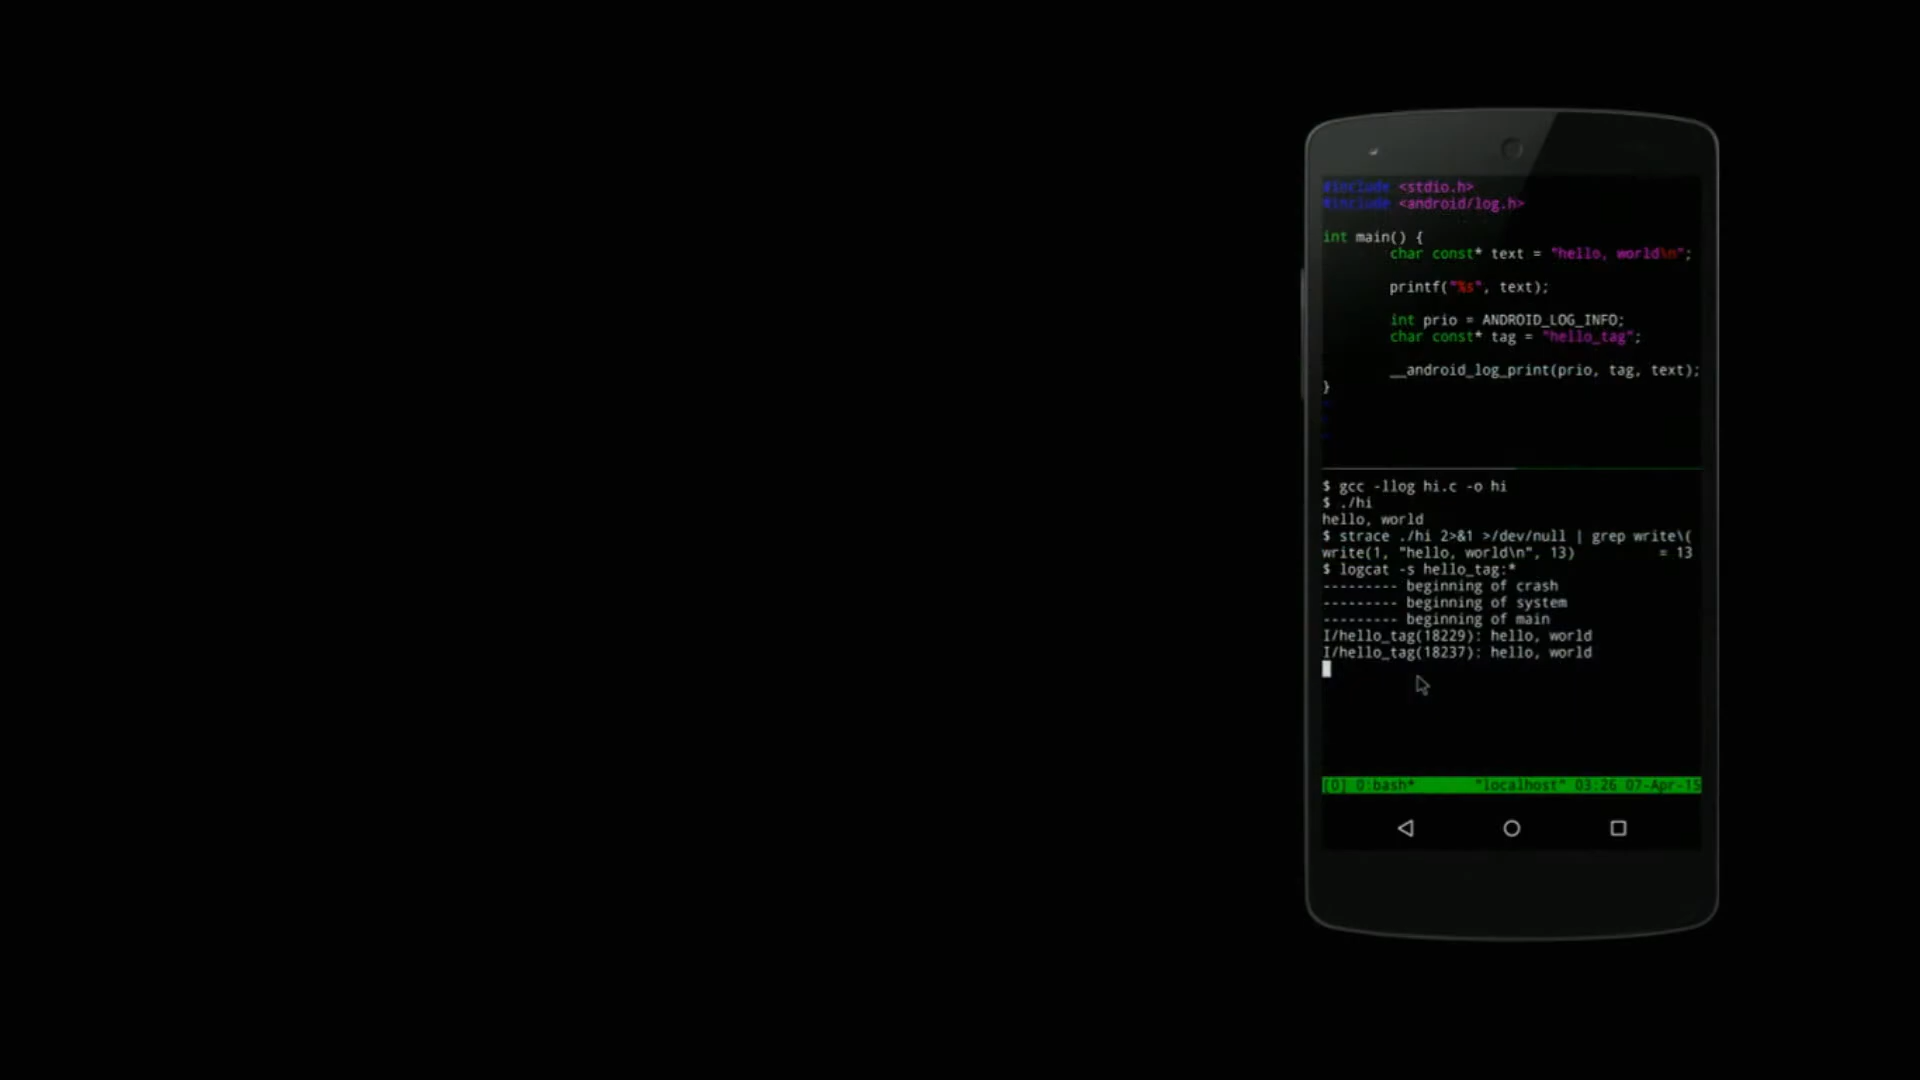 #include <stdio.h>
#include <android/log.h>
int main() {
char const* text = "hello, world\n";
printf("%s", text);
int prio = ANDROID_LOG_INFO;
char const* tag = "hello_tag";
__android_log_print(prio, tag, text);
}
$ gcc -llog hi.c -o hi
$ ./hi
hello, world
$ strace ./hi 2>&1 >/dev/null | grep write\(
write(1, "hello, world\n", 13) = 13
$ logcat -s hello_tag:*
--------- beginning of crash
--------- beginning of system
--------- beginning of main
I/hello_tag(18229): hello, world
I/hello_tag(18237): hello, world
[0] 0:bash* "localhost" 03:26 07-Apr-15